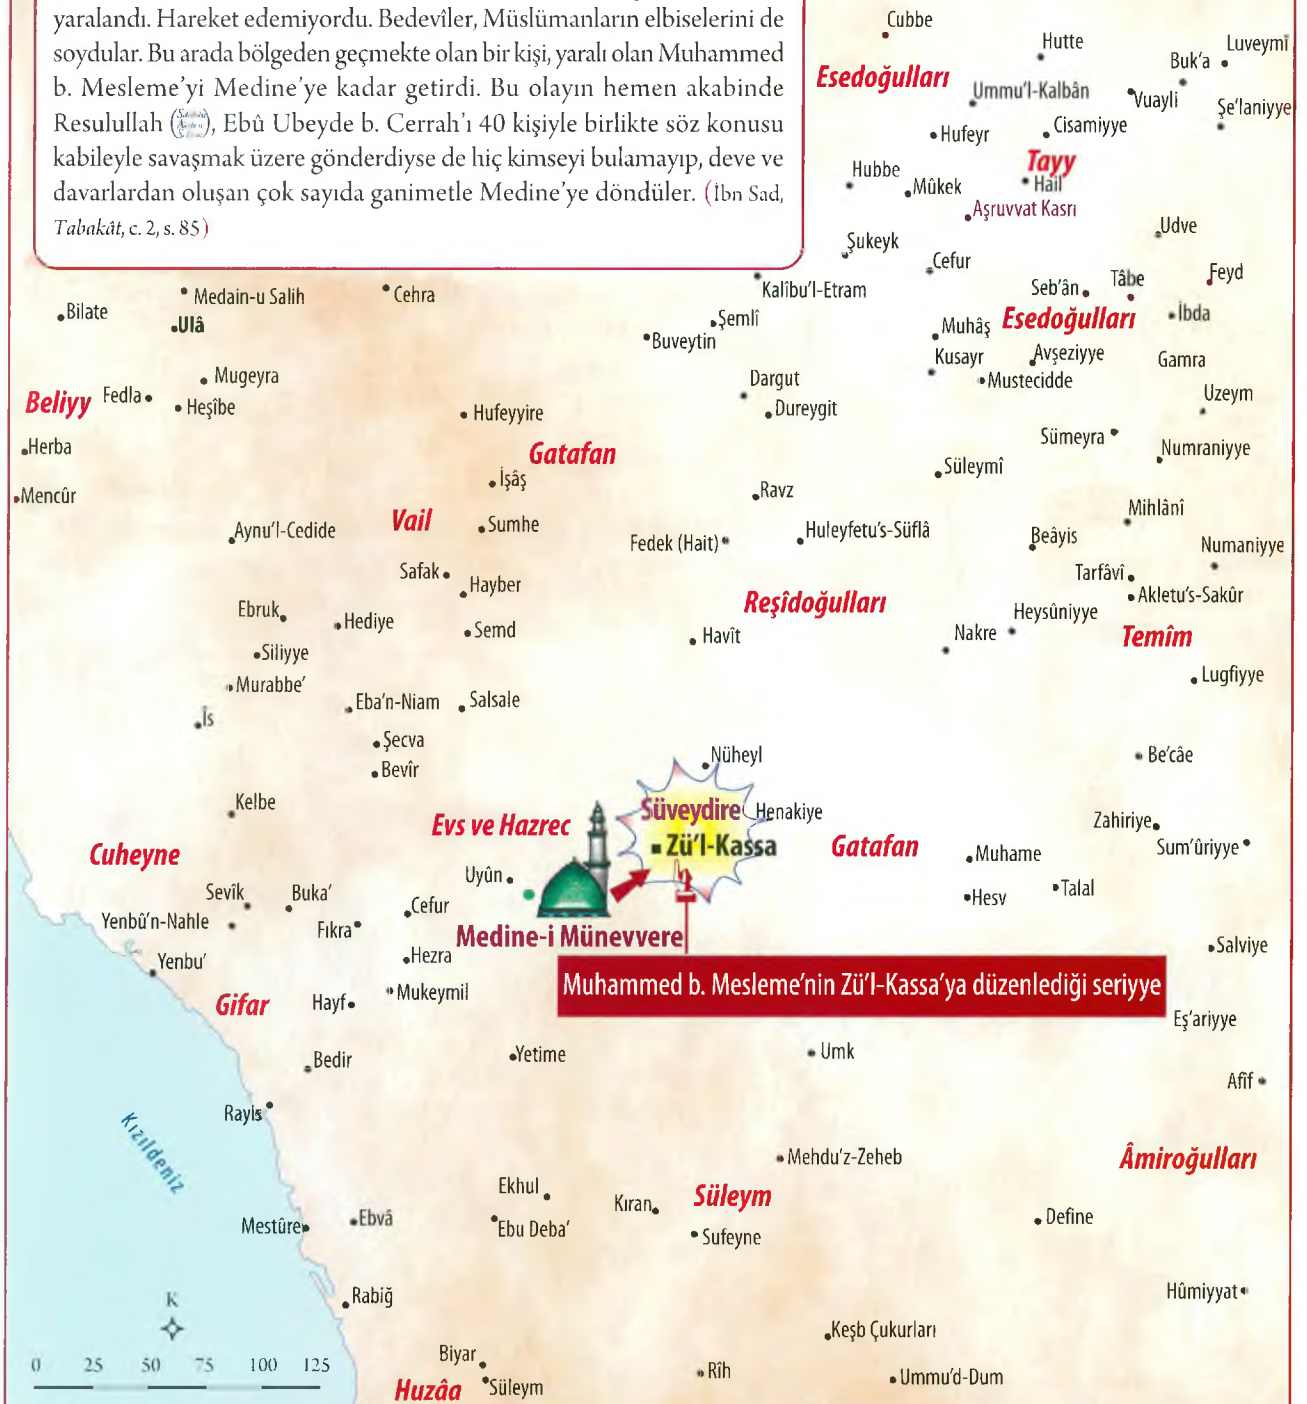 yaralandı. Hareket edemiyordu. Bedevîler, Müslümanların elbiselerini de
soydular. Bu arada bölgeden geçmekte olan bir kişi, yaralı olan Muhammed
b. Mesleme’yi Medine’ye kadar getirdi. Bu olayın hemen akabinde
Resulullah (), Ebû Ubeyde b. Cerrah’ı 40 kişiyle birlikte söz konusu
kabileyle savaşmak üzere gönderdiyse de hiç kimseyi bulamayıp, deve ve
davarlardan oluşan çok sayıda ganimetle Medine’ye döndüler. (İbn Sad,
Tabakât, c. 2, s. 85)
Cubbe
Hutte
Luveymî
Buk’a
Esedoğulları
Ummu’l-Kalbân
Vuayli
Şe’laniyye
Hufeyr
Cisamiyye
Tayy
Hubbe
Mûkek
Hail
Aşruvvat Kasrı
Udve
Şukeyk
Cefur
Feyd
Kalîbu’l-Etram
Seb’ân
Tâbe
Medain-u Salih
Cehra
Bilate
Ulâ
Şemlî
Esedoğulları
İbda
Buveytin
Muhâş
Kusayr
Avşeziyye
Gamra
Mugeyra
Dargut
Mustecidde
Uzeym
Beliyy
Fedla
Heşîbe
Hufeyyire
Dureygit
Sümeyra
Herba
Gatafan
Numraniyye
Süleymî
İşâş
Mencûr
Ravz
Mihlânî
Vail
Sumhe
Aynu’l-Cedide
Fedek (Hait)
Huleyfetu’s-Süflâ
Beâyis
Numaniyye
Safak
Hayber
Tarfâvî
Akletu’s-Sakûr
Reşîdoğulları
Ebruk
Hediye
Heysûniyye
Semd
Havît
Nakre
Temîm
Siliyye
Lugfiyye
Murabbe’
Eba’n-Niam
Salsale
Îs
Şecva
Nüheyl
Be’câe
Bevîr
Kelbe
Süveydire
Henakiye
Evs ve Hazrec
Zahiriye
Zü’l-Kassa
Gatafan
Sum’ûriyye
Cuheyne
Muhame
Uyûn
Talal
Sevîk
Buka’
Hesv
Cefur
Yenbû’n-Nahle
Fıkra
Medine-i Münevvere
Salviye
Hezra
Yenbu’
Muhammed b. Mesleme’nin Zü’l-Kassa’ya düzenlediği seriyye
Mukeymil
Gifar
Hayf
Eş’ariyye
Bedir
Yetime
Umk
Afîf
Rayis
Kızıldeniz
Mehdu’z-Zeheb
Âmiroğulları
Ekhul
Kıran
Süleym
Mestûre
Ebvâ
Ebu Deba’
Define
Sufeyne
Rabiğ
Hûmiyyat
K
Keşb Çukurları
Biyar
Rîh
Ummu’d-Dum
Huzâa
Süleym
0 25 50 75 100 125